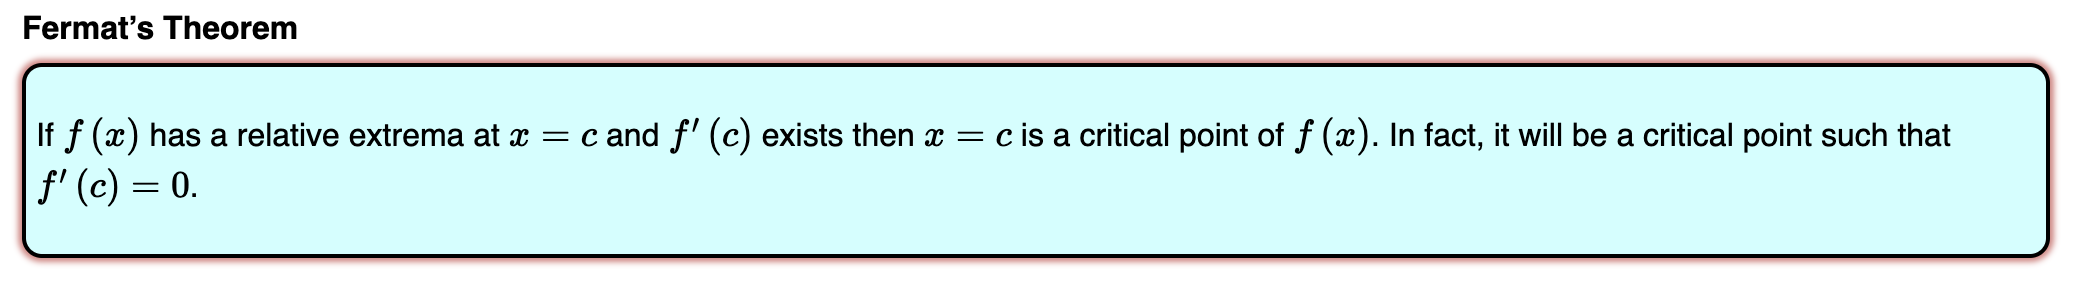 Fermat’s Theorem
If f (x) has a relative extrema at x = c and f′ (c) exists then x = c is a critical point of f (x). In fact, it will be a critical point such that
f′ (c) = 0.